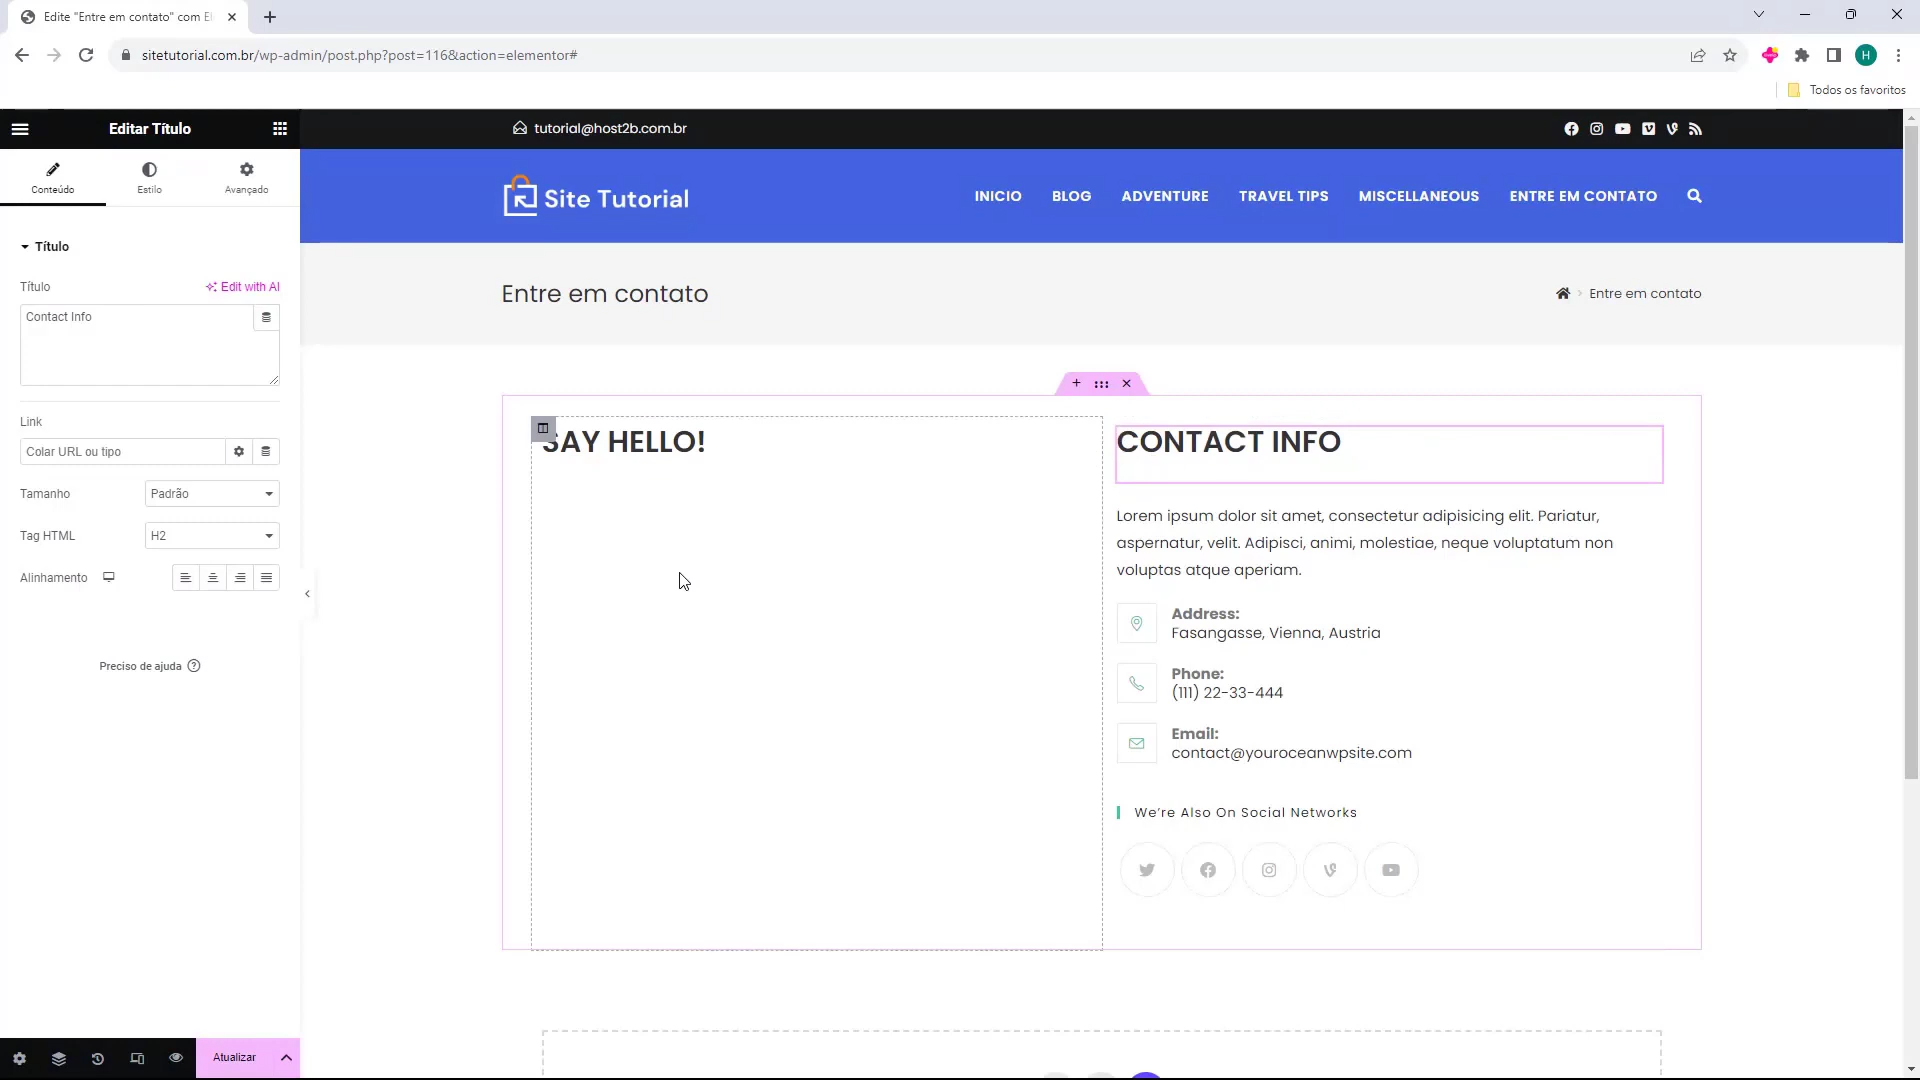 Edite "Entre em contato" com El
sitetutorial.com.br/wp-admin/post.php?post=116&action=elementor#
H
Todos os favoritos
Editar Título
tutorial@host2b.com.br
Conteúdo
Estilo
Avançado
Site Tutorial
INICIO
BLOG
ADVENTURE
TRAVEL TIPS
MISCELLANEOUS
ENTRE EM CONTATO
Título
Título
Edit with AI
Contact Info
Entre em contato
Entre em contato
Link
Colar URL ou tipo
Tamanho
Padrão
Tag HTML
H2
Alinhamento
Preciso de ajuda
SAY HELLO!
CONTACT INFO
Lorem ipsum dolor sit amet, consectetur adipisicing elit. Pariatur,
aspernatur, velit. Adipisci, animi, molestiae, neque voluptatum non
voluptas atque aperiam.
Address:
Fasangasse, Vienna, Austria
Phone:
(111) 22-33-444
Email:
contact@youroceanwpsite.com
We're Also On Social Networks
Atualizar